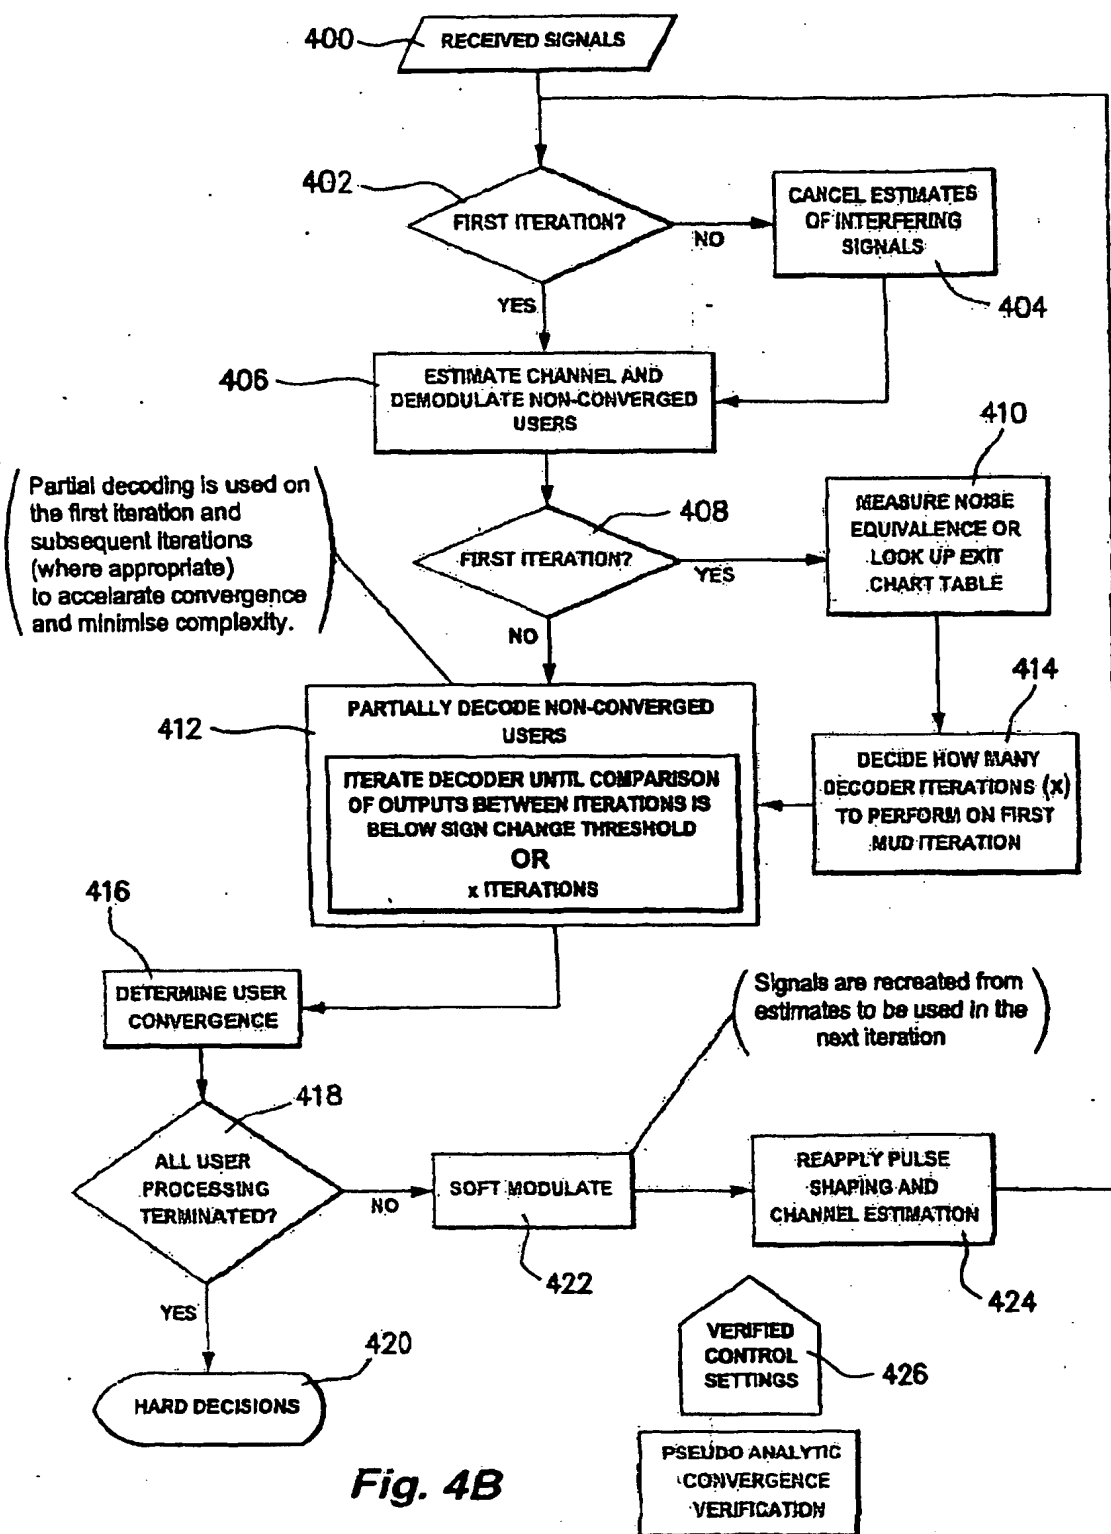 400
RECEIVED SIGNALS
402
FIRST ITERATION?
NO
CANCEL ESTIMATES
OF INTERFERING
SIGNALS
404
YES
406
ESTIMATE CHANNEL AND
DEMODULATE NON-CONVERGED
USERS
410
Partial decoding is used on
the first iteration and
subsequent iterations
(where appropriate)
to accelarate convergence
and minimise complexity.
408
FIRST ITERATION?
YES
MEASURE NOISE
EQUIVALENCE OR
LOOK UP EXIT
CHART TABLE
NO
412
PARTIALLY DECODE NON-CONVERGED
USERS
ITERATE DECODER UNTIL COMPARISON
OF OUTPUTS BETWEEN ITERATIONS IS
BELOW SIGN CHANGE THRESHOLD
OR
x ITERATIONS
414
DECIDE HOW MANY
DECODER ITERATIONS (x)
TO PERFORM ON FIRST
MUD ITERATION
416
DETERMINE USER
CONVERGENCE
Signals are recreated from
estimates to be used in the
next iteration
418
ALL USER
PROCESSING
TERMINATED?
NO
SOFT MODULATE
422
REAPPLY PULSE
SHAPING AND
CHANNEL ESTIMATION
424
YES
420
HARD DECISIONS
VERIFIED
CONTROL
SETTINGS
426
PSEUDO ANALYTIC
CONVERGENCE
VERIFICATION
Fig. 4B